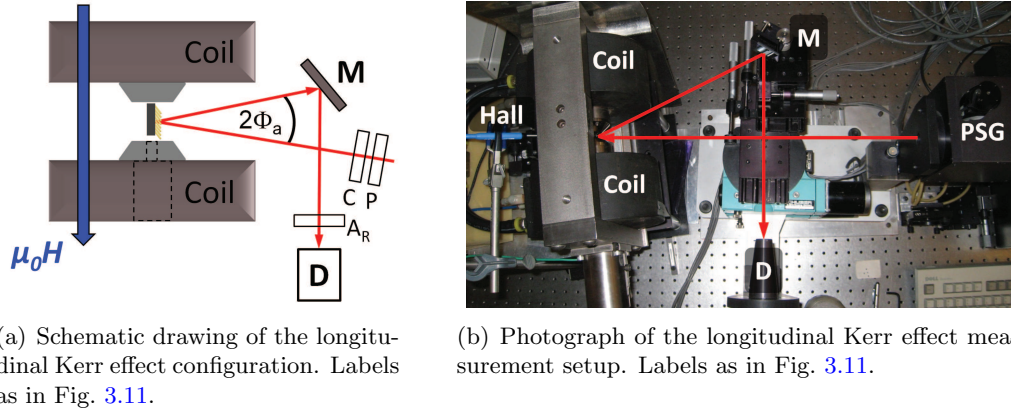 Coil
M
2Φa
C P
AR
Coil
D
μ0H
Coil
M
Hall
PSG
Coil
D
(a) Schematic drawing of the longitu-
dinal Kerr effect configuration. Labels
as in Fig. 3.11.
(b) Photograph of the longitudinal Kerr effect mea
surement setup. Labels as in Fig. 3.11.